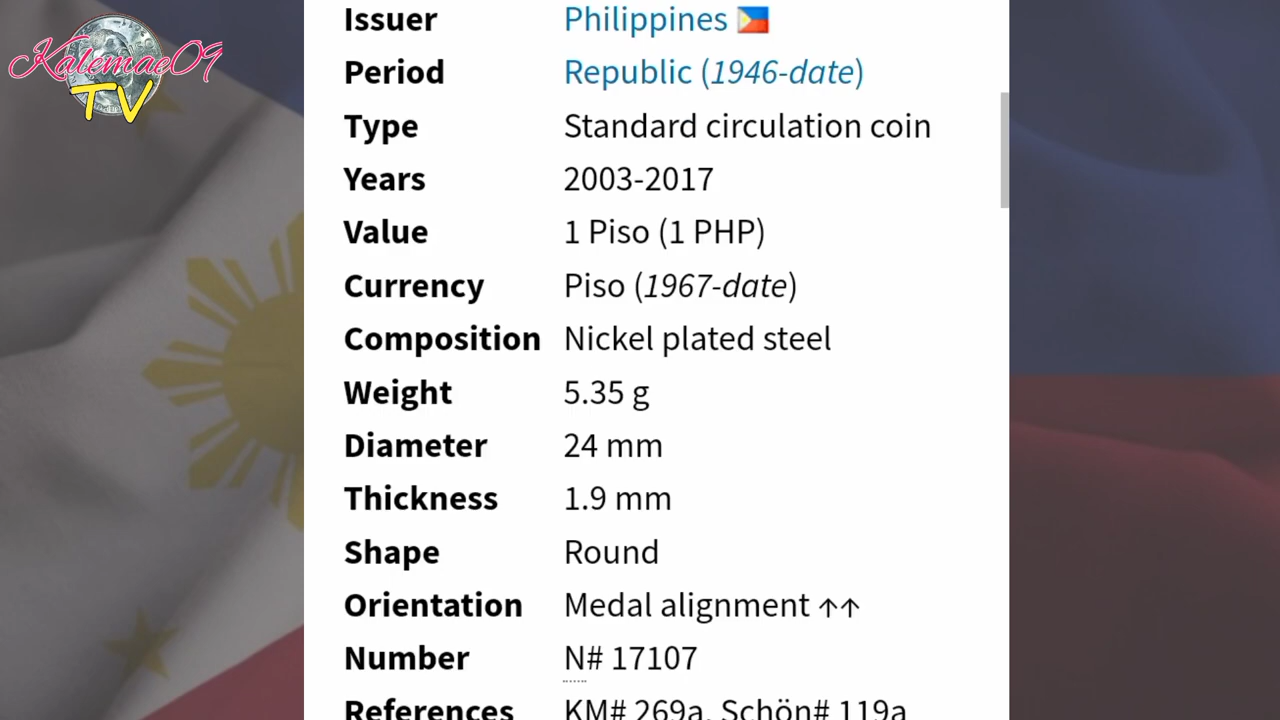 Kalemae09
TV
Issuer Philippines
Period Republic (1946-date)
Type Standard circulation coin
Years 2003-2017
Value 1 Piso (1 PHP)
Currency Piso (1967-date)
Composition Nickel plated steel
Weight 5.35 g
Diameter 24 mm
Thickness 1.9 mm
Shape Round
Orientation Medal alignment ↑↑
Number N# 17107
References KM# 269a, Schön# 119a